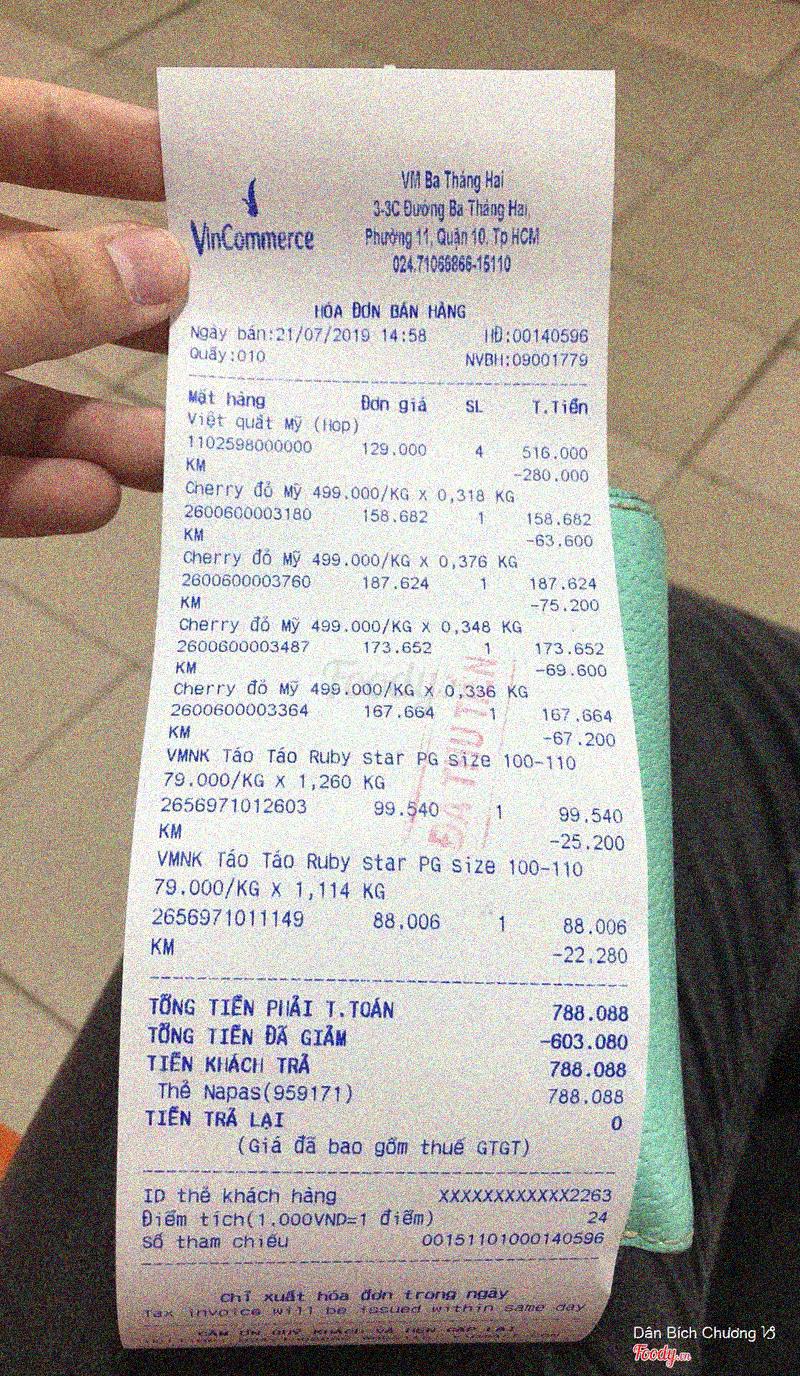 VinCommerce
VM Ba Tháng Hai
3-3C Đường Ba Tháng Hai,
Phường 11, Quận 10, Tp HCM
024.71066866-15110
HÓA ĐƠN BÁN HÀNG
Ngày bán:21/07/2019 14:58 HĐ:00140596
Quầy:010 NVBH:09001779
Mặt hàng Đơn giá SL T.Tiền
Việt quất Mỹ (Hop)
1102598000000 129.000 4 516.000
KM -280.000
Cherry đỏ Mỹ 499.000/KG X 0,318 KG
2600600003180 158.682 1 158.682
KM -63.600
Cherry đỏ Mỹ 499.000/KG X 0,376 KG
2600600003760 187.624 1 187.624
KM -75.200
Cherry đỏ Mỹ 499.000/KG X 0,348 KG
2600600003487 173.652 1 173.652
KM -69.600
Cherry đỏ Mỹ 499.000/KG X 0,336 KG
2600600003364 167.664 1 167.664
KM -67.200
VMNK Táo Táo Ruby star PG size 100-110
79.000/KG X 1,260 KG
2656971012603 99.540 1 99.540
KM -25.200
VMNK Táo Táo Ruby star PG size 100-110
79.000/KG X 1,114 KG
2656971011149 88.006 1 88.006
KM -22.280
ĐÃ THU TIỀN
Foody
TỔNG TIỀN PHẢI T.TOÁN 788.088
TỔNG TIỀN ĐÃ GIẢM -603.080
TIỀN KHÁCH TRẢ 788.088
Thẻ Napas(959171) 788.088
TIỀN TRẢ LẠI 0
(Giá đã bao gồm thuế GTGT)
ID thẻ khách hàng XXXXXXXXXXXX2263
Điểm tích(1.000VND=1 điểm) 24
Số tham chiếu 00151101000140596
Chỉ xuất hóa đơn trong ngày
Tax invoice will be issued within same day
CẢM ƠN QUÝ KHÁCH VÀ HẸN GẶP LẠI
Dân Bích Chương
Foody.vn